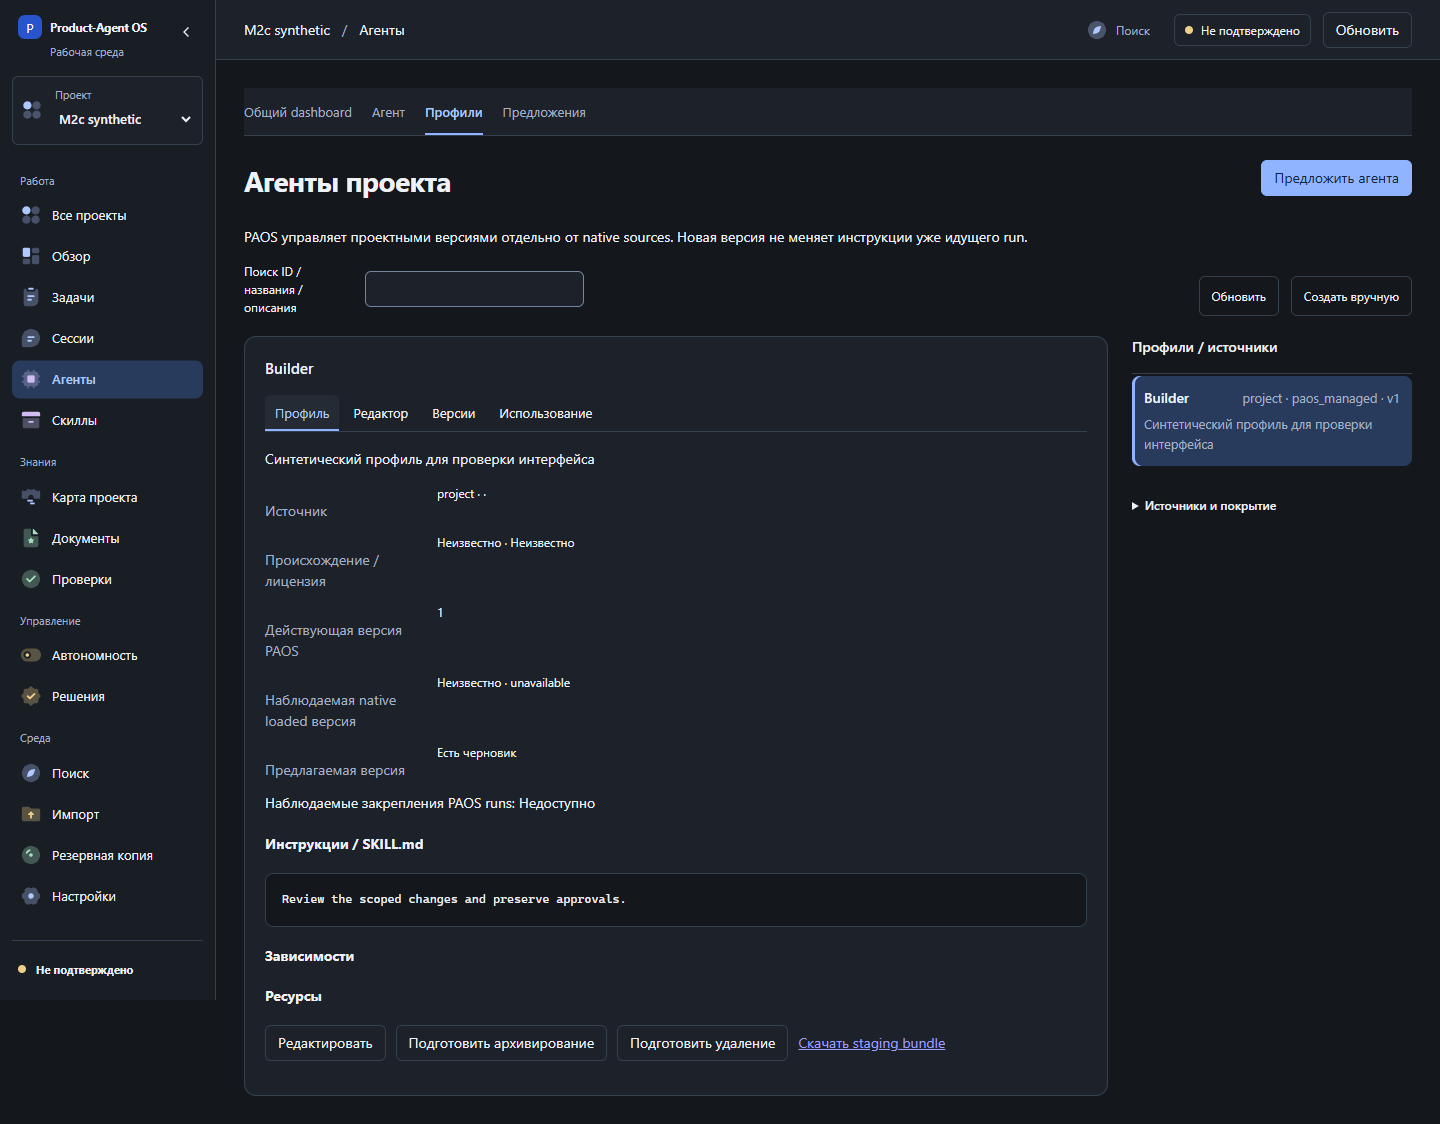 P
Product-Agent OS
Рабочая среда
Проект
M2c synthetic
Работа
Все проекты
Обзор
Задачи
Сессии
Агенты
Скиллы
Знания
Карта проекта
Документы
Проверки
Управление
Автономность
Решения
Среда
Поиск
Импорт
Резервная копия
Настройки
Не подтверждено
M2c synthetic / Агенты
Поиск
Не подтверждено
Обновить
Общий dashboard
Агент
Профили
Предложения
Агенты проекта
Предложить агента
PAOS управляет проектными версиями отдельно от native sources. Новая версия не меняет инструкции уже идущего run.
Поиск ID /
названия /
описания
Обновить
Создать вручную
Builder
Профиль
Редактор
Версии
Использование
Синтетический профиль для проверки интерфейса
project · ·
Источник
Неизвестно · Неизвестно
Происхождение /
лицензия
1
Действующая версия
PAOS
Неизвестно · unavailable
Наблюдаемая native
loaded версия
Есть черновик
Предлагаемая версия
Наблюдаемые закрепления PAOS runs: Недоступно
Инструкции / SKILL.md
Review the scoped changes and preserve approvals.
Зависимости
Ресурсы
Редактировать
Подготовить архивирование
Подготовить удаление
Скачать staging bundle
Профили / источники
Builder
project · paos_managed · v1
Синтетический профиль для проверки
интерфейса
Источники и покрытие